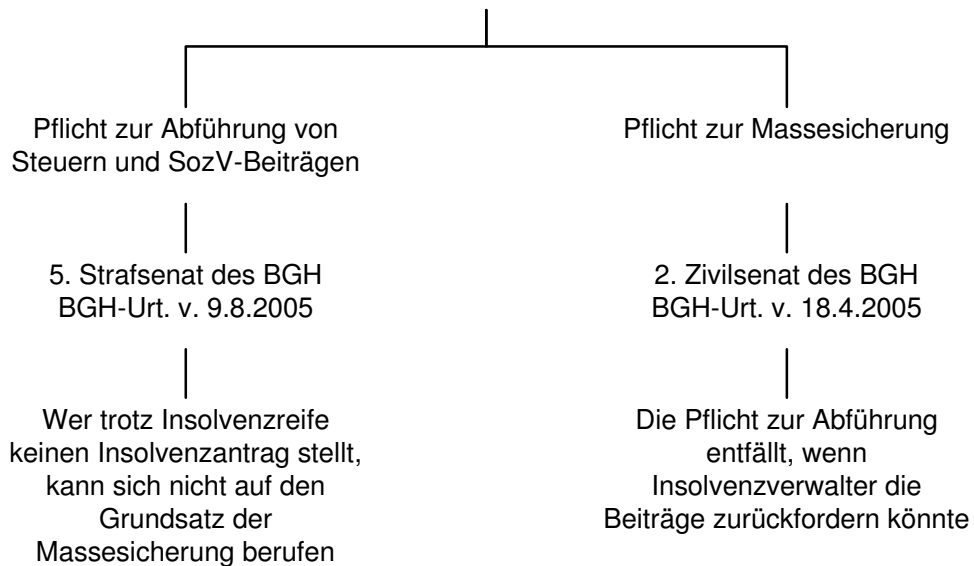 Pflicht zur Abführung von
Steuern und SozV-Beiträgen
5. Strafsenat des BGH
BGH-Urt. v. 9.8.2005
Wer trotz Insolvenzreife
keinen Insolvenzantrag stellt,
kann sich nicht auf den
Grundsatz der
Massesicherung berufen
Pflicht zur Massesicherung
2. Zivilsenat des BGH
BGH-Urt. v. 18.4.2005
Die Pflicht zur Abführung
entfällt, wenn
Insolvenzverwalter die
Beiträge zurückfordern könnte